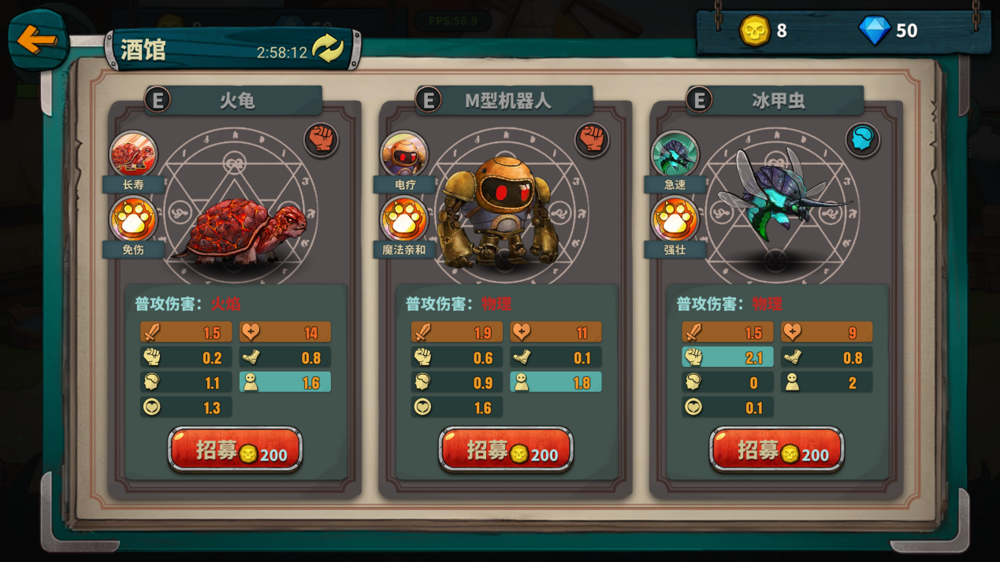 FPS:56.9
8
50
酒馆
2:58:12
E 火龟
长寿
免伤
普攻伤害：火焰
1.5 14
0.2 0.8
1.1 1.6
1.3
招募 200
E M型机器人
电疗
魔法亲和
普攻伤害：物理
1.9 11
0.6 0.1
0.9 1.8
1.6
招募 200
E 冰甲虫
急速
强壮
普攻伤害：物理
1.5 9
2.1 0.8
0 2
0.1
招募 200